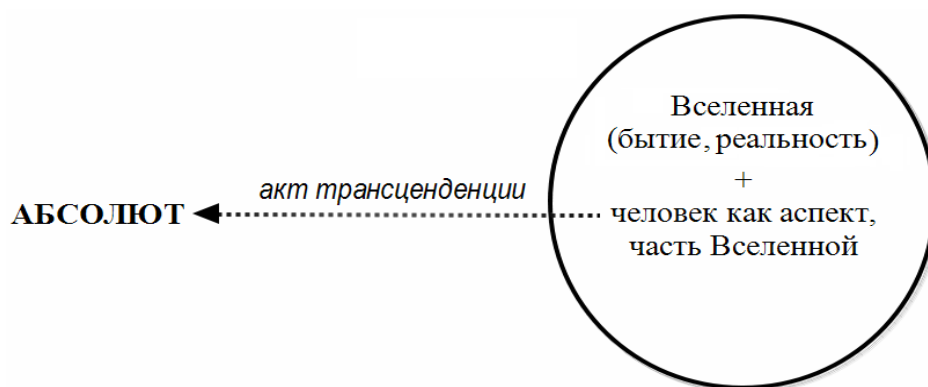 Вселенная
(бытие, реальность)
+
человек как аспект,
часть Вселенной
акт трансценденции
АБСОЛЮТ